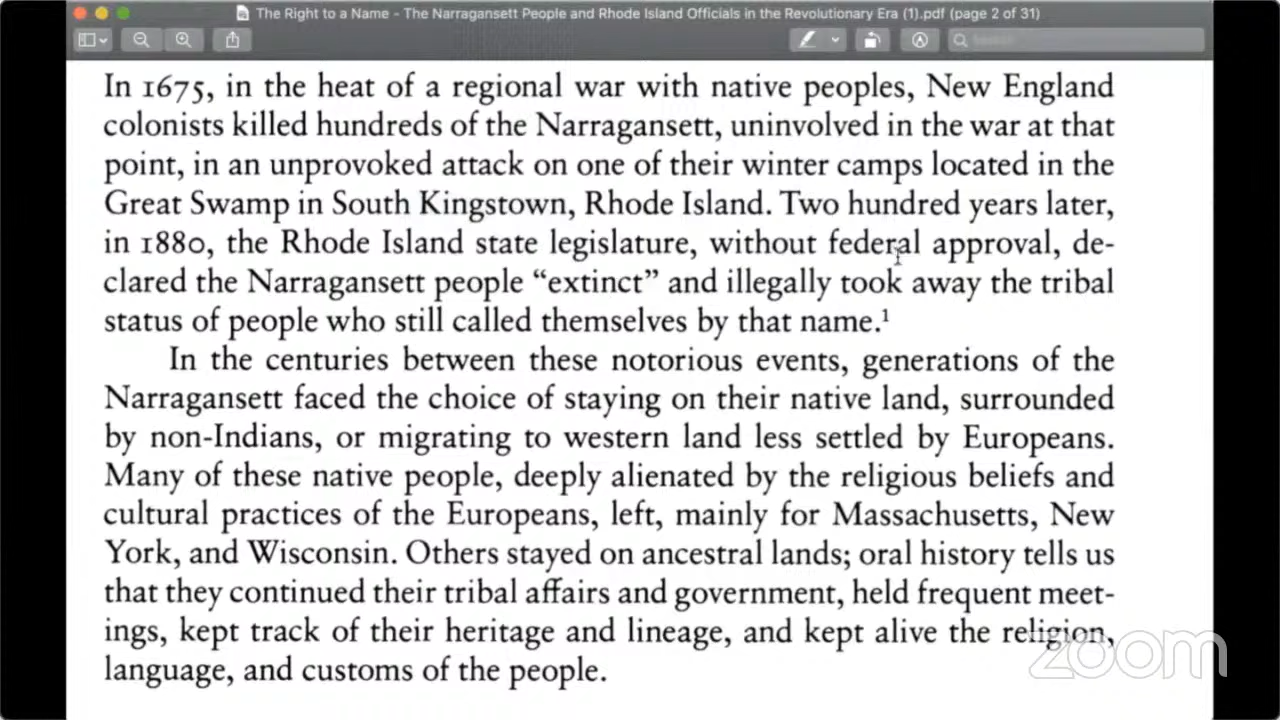 The Right to a Name - The Narragansett People and Rhode Island Officials in the Revolutionary Era (1).pdf (page 2 of 31)
Search
In 1675, in the heat of a regional war with native peoples, New England
colonists killed hundreds of the Narragansett, uninvolved in the war at that
point, in an unprovoked attack on one of their winter camps located in the
Great Swamp in South Kingstown, Rhode Island. Two hundred years later,
in 1880, the Rhode Island state legislature, without federal approval, de-
clared the Narragansett people “extinct” and illegally took away the tribal
status of people who still called themselves by that name.¹
In the centuries between these notorious events, generations of the
Narragansett faced the choice of staying on their native land, surrounded
by non-Indians, or migrating to western land less settled by Europeans.
Many of these native people, deeply alienated by the religious beliefs and
cultural practices of the Europeans, left, mainly for Massachusetts, New
York, and Wisconsin. Others stayed on ancestral lands; oral history tells us
that they continued their tribal affairs and government, held frequent meet-
ings, kept track of their heritage and lineage, and kept alive the religion,
language, and customs of the people.
zoom